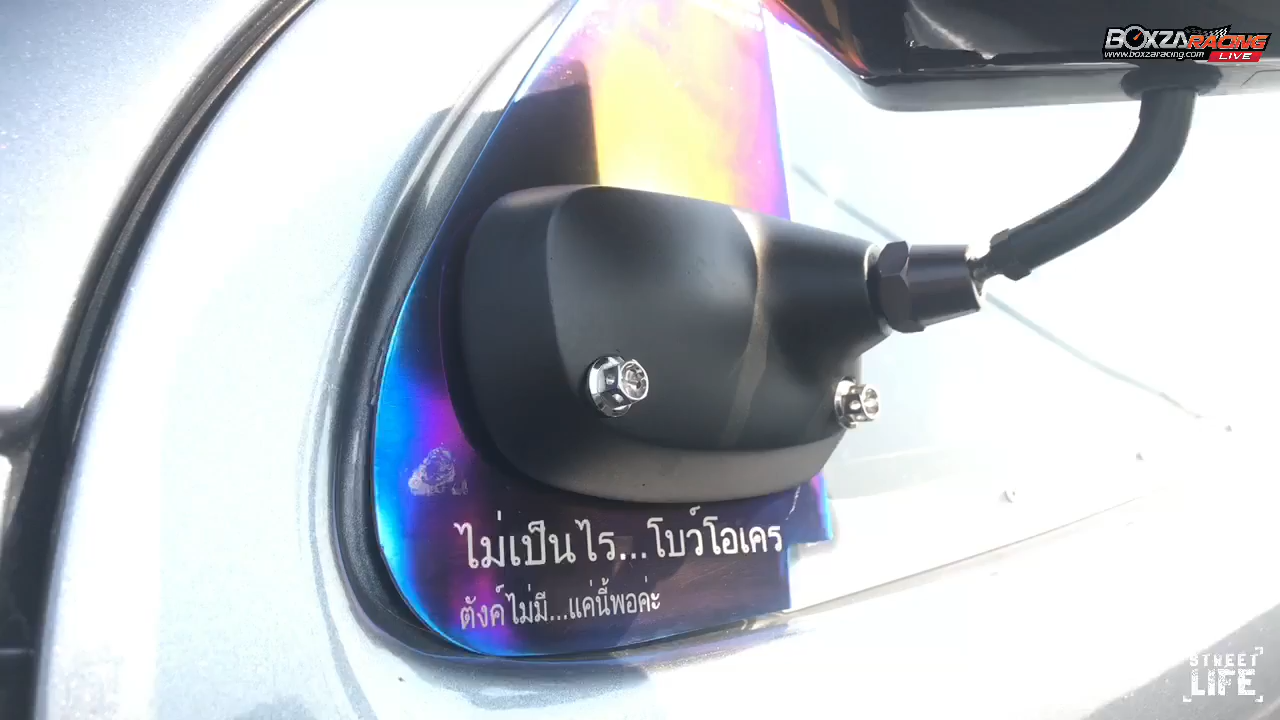 BOXZARACING
www.boxzaracing.com LIVE
ไม่เป็นไร...โบว์โอเคร
ตังค์ไม่มี...แค่นี้พอค่ะ
STREET
LIFE